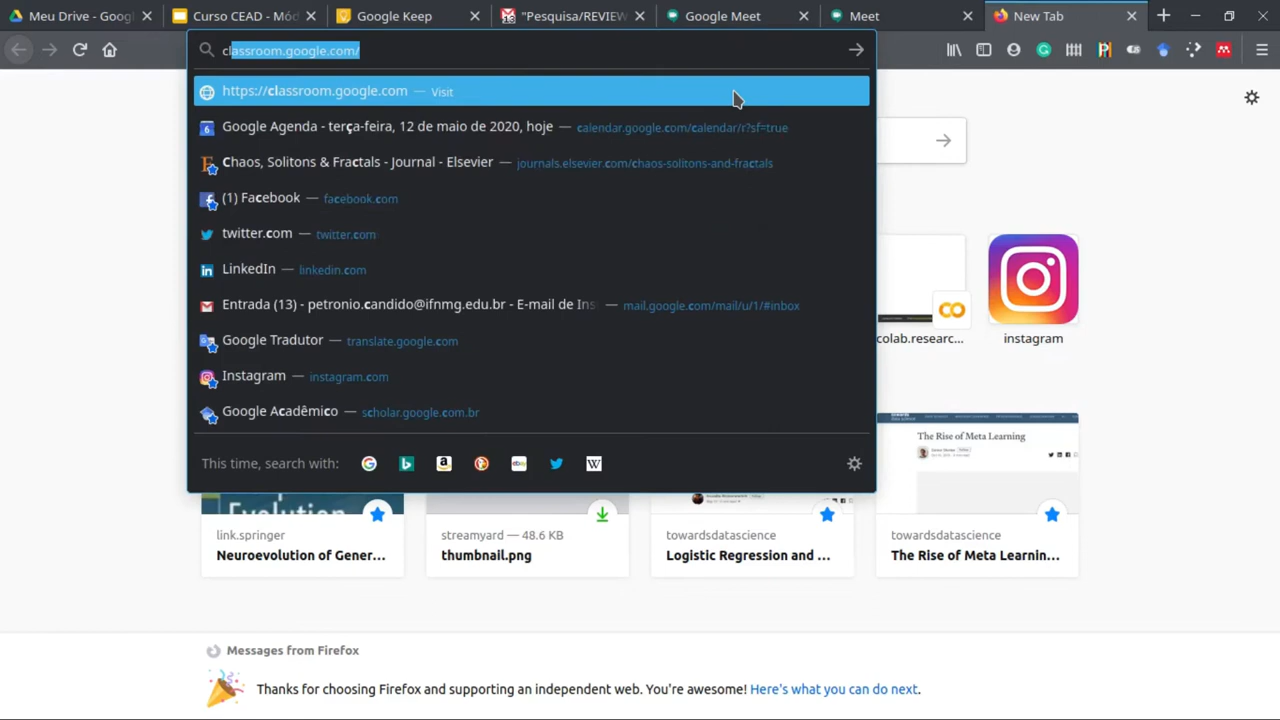 Meu Drive - Googl
Curso CEAD - Mód
Google Keep
"Pesquisa/REVIEW
Google Meet
Meet
New Tab
classroom.google.com/
https://classroom.google.com — Visit
Google Agenda - terça-feira, 12 de maio de 2020, hoje — calendar.google.com/calendar/r?sf=true
Chaos, Solitons & Fractals - Journal - Elsevier — journals.elsevier.com/chaos-solitons-and-fractals
(1) Facebook — facebook.com
twitter.com — twitter.com
LinkedIn — linkedin.com
Entrada (13) - petronio.candido@ifnmg.edu.br - E-mail de Ins — mail.google.com/mail/u/1/#inbox
Google Tradutor — translate.google.com
Instagram — instagram.com
Google Acadêmico — scholar.google.com.br
This time, search with:
colab.researc...
instagram
The Rise of Meta Learning
Evolution
link.springer
Neuroevolution of Gener...
streamyard — 48.6 KB
thumbnail.png
towardsdatascience
Logistic Regression and ...
towardsdatascience
The Rise of Meta Learnin...
Messages from Firefox
Thanks for choosing Firefox and supporting an independent web. You're awesome! Here's what you can do next.